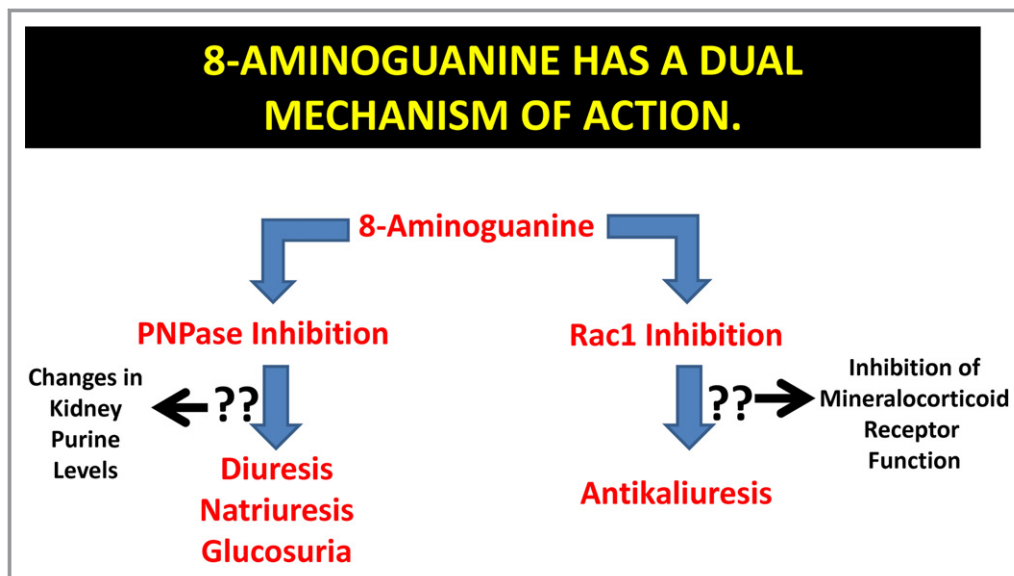 8-AMINOGUANINE HAS A DUAL
MECHANISM OF ACTION.
8-Aminoguanine
PNPase Inhibition
Rac1 Inhibition
Changes in
Kidney
Purine
Levels
??
??
Inhibition of
Mineralocorticoid
Receptor
Function
Diuresis
Natriuresis
Glucosuria
Antikaliuresis